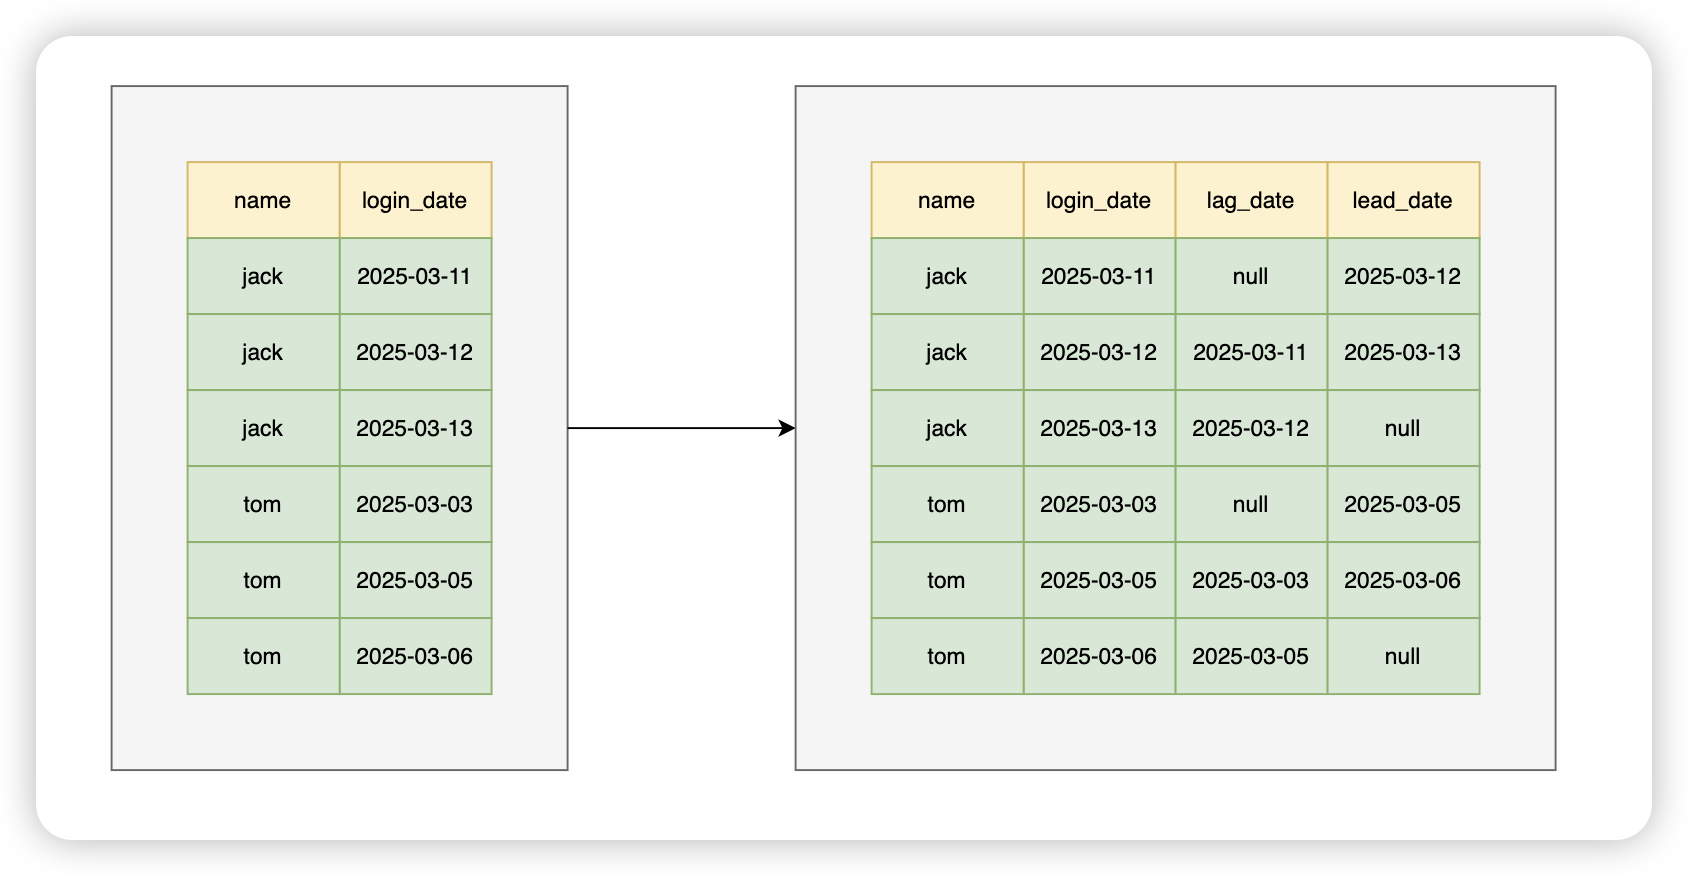 name login_date
jack 2025-03-11
jack 2025-03-12
jack 2025-03-13
tom 2025-03-03
tom 2025-03-05
tom 2025-03-06
name login_date lag_date lead_date
jack 2025-03-11 null 2025-03-12
jack 2025-03-12 2025-03-11 2025-03-13
jack 2025-03-13 2025-03-12 null
tom 2025-03-03 null 2025-03-05
tom 2025-03-05 2025-03-03 2025-03-06
tom 2025-03-06 2025-03-05 null